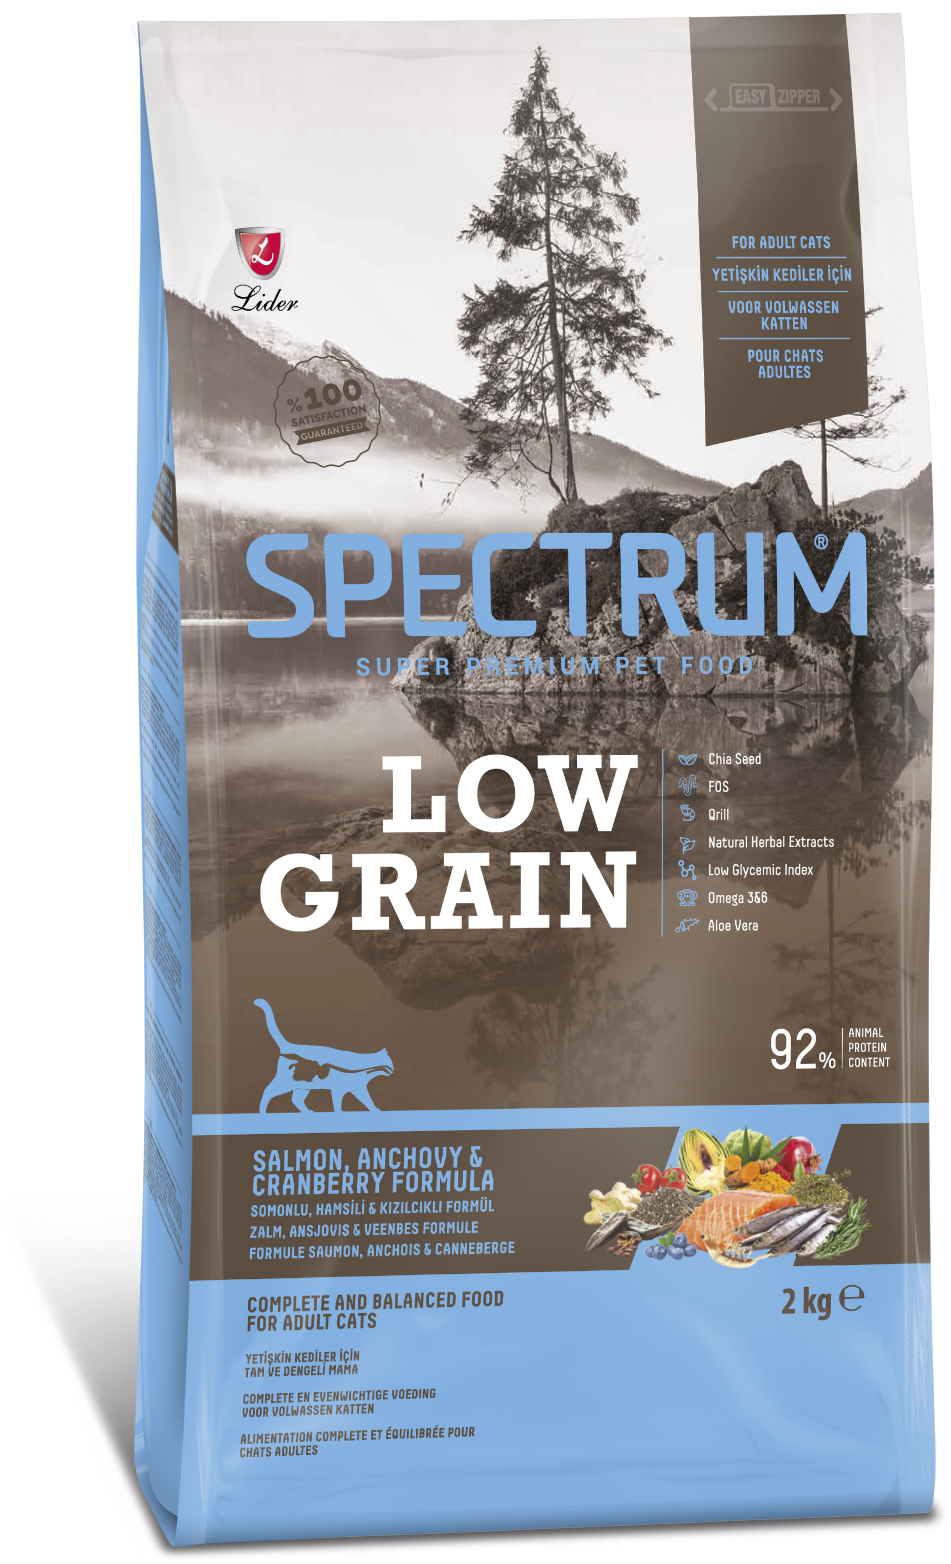 EASY ZIPPER
FOR ADULT CATS
YETİŞKİN KEDİLER İÇİN
VOOR VOLWASSEN
KATTEN
POUR CHATS
ADULTES
L
Lider
%100
SATISFACTION
GUARANTEED
SPECTRUM®
SUPER PREMIUM PET FOOD
LOW
GRAIN
Chia Seed
FOS
Qrill
Natural Herbal Extracts
Low Glycemic Index
Omega 3&6
Aloe Vera
92%
ANIMAL
PROTEIN
CONTENT
SALMON, ANCHOVY &
CRANBERRY FORMULA
SOMONLU, HAMSİLİ & KIZILCIKLI FORMÜL
ZALM, ANSJOVIS & VEENBES FORMULE
FORMULE SAUMON, ANCHOIS & CANNEBERGE
2 kg ℮
COMPLETE AND BALANCED FOOD
FOR ADULT CATS
YETİŞKİN KEDİLER İÇİN
TAM VE DENGELİ MAMA
COMPLETE EN EVENWICHTIGE VOEDING
VOOR VOLWASSEN KATTEN
ALIMENTATION COMPLETE ET ÉQUILIBRÉE POUR
CHATS ADULTES